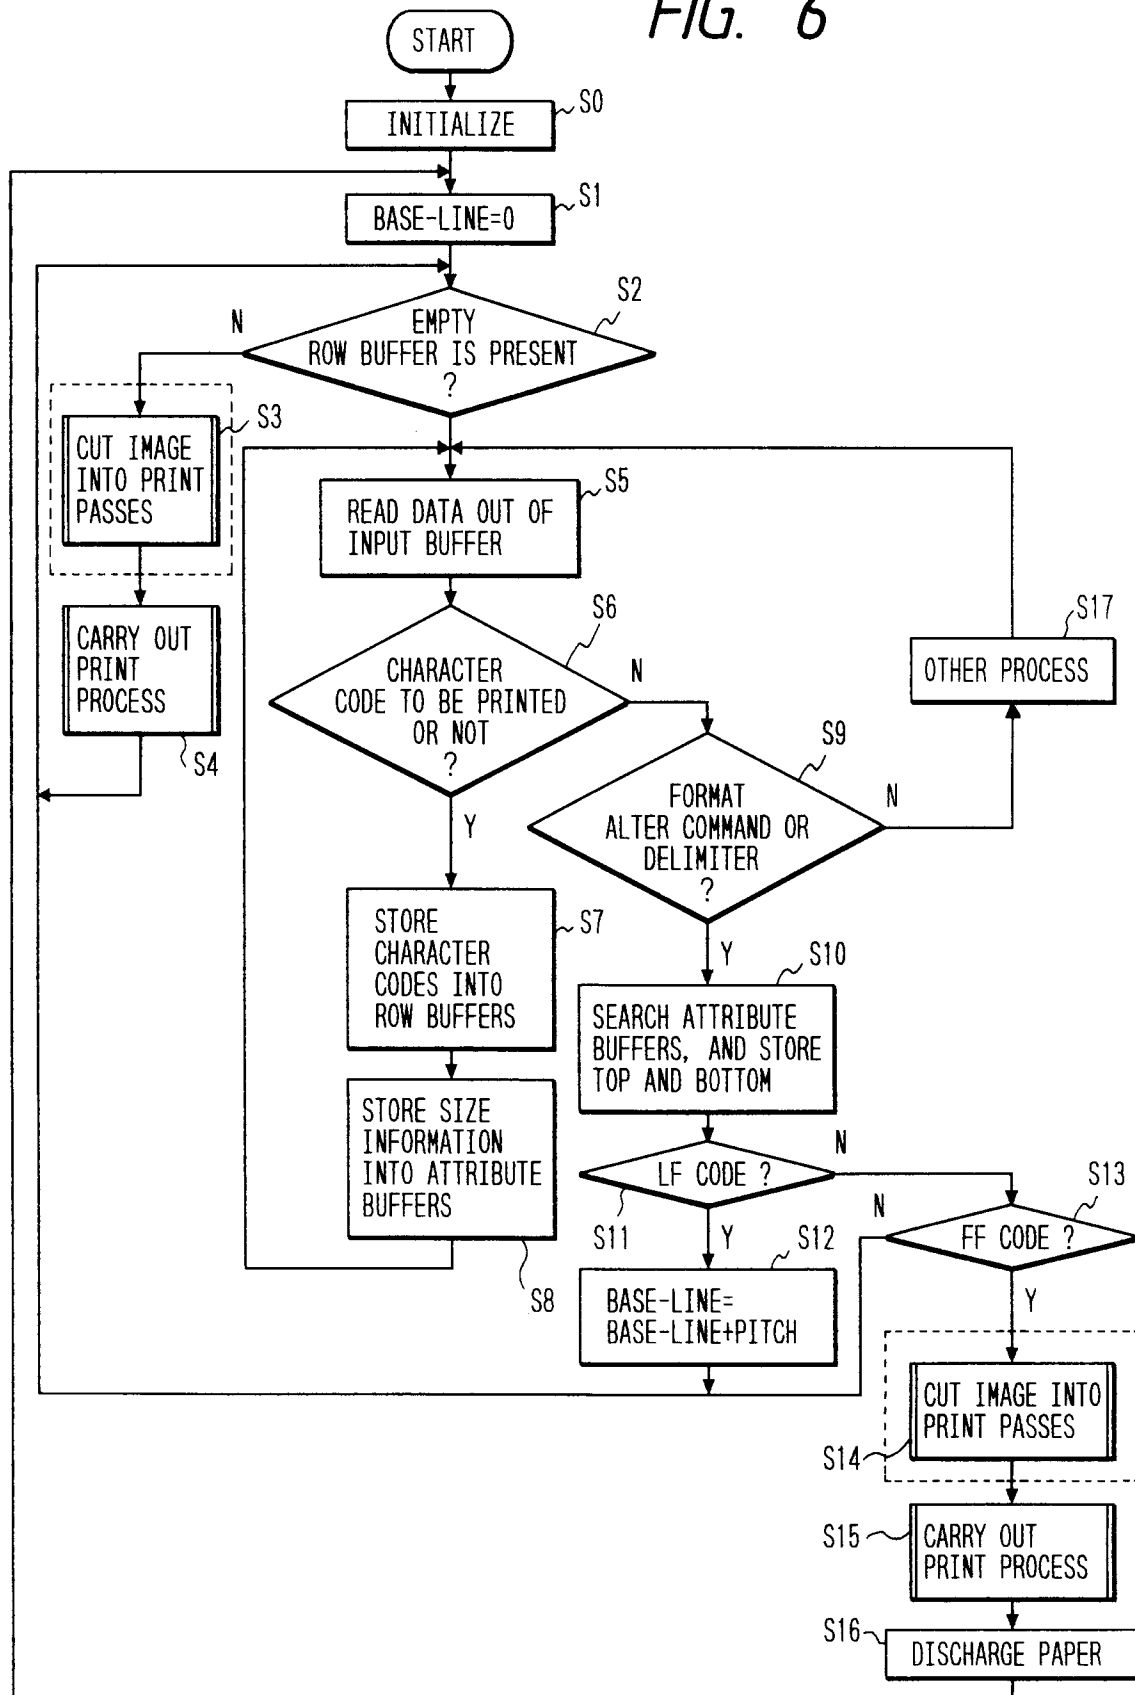 FIG. 6
START
INITIALIZE
S0
BASE-LINE=0
S1
EMPTY
ROW BUFFER IS PRESENT
?
S2
N
CUT IMAGE
INTO PRINT
PASSES
S3
CARRY OUT
PRINT
PROCESS
S4
READ DATA OUT OF
INPUT BUFFER
S5
CHARACTER
CODE TO BE PRINTED
OR NOT
?
S6
N
Y
OTHER PROCESS
S17
FORMAT
ALTER COMMAND OR
DELIMITER
?
S9
N
Y
STORE
CHARACTER
CODES INTO
ROW BUFFERS
S7
STORE SIZE
INFORMATION
INTO ATTRIBUTE
BUFFERS
S8
SEARCH ATTRIBUTE
BUFFERS, AND STORE
TOP AND BOTTOM
S10
LF CODE ?
S11
N
Y
BASE-LINE=
BASE-LINE+PITCH
S12
FF CODE ?
S13
N
Y
CUT IMAGE INTO
PRINT PASSES
S14
CARRY OUT
PRINT PROCESS
S15
DISCHARGE PAPER
S16